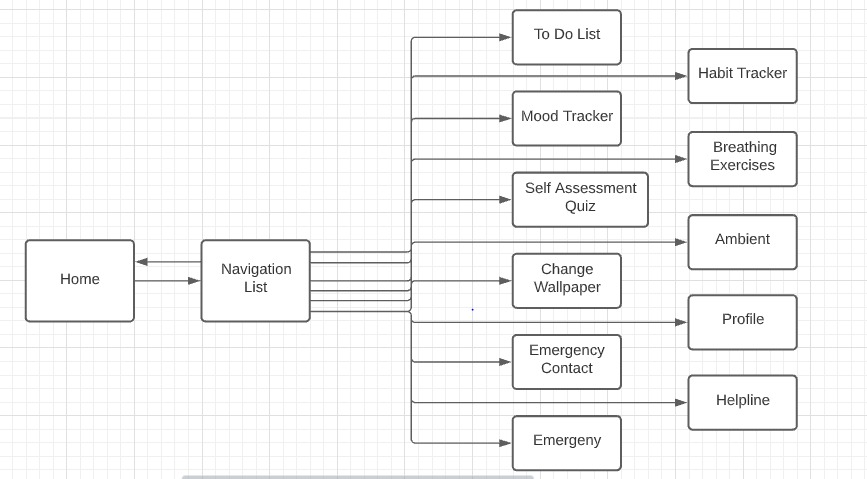 To Do List
Habit Tracker
Mood Tracker
Breathing
Exercises
Self Assessment
Quiz
Ambient
Home
Navigation
List
Change
Wallpaper
Profile
Emergency
Contact
Helpline
Emergeny